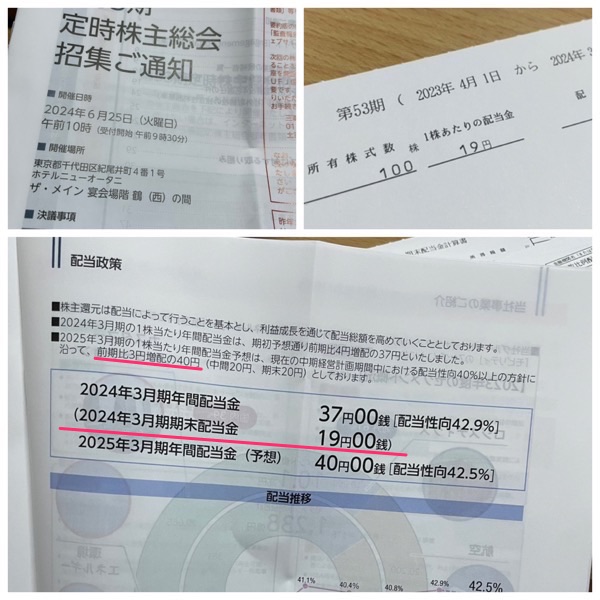 定時株主総会
招集ご通知
■ 開催日時
2024年6月25日（火曜日）
午前10時（受付開始 午前9時30分）
■ 開催場所
東京都千代田区紀尾井町4番1号
ホテルニューオータニ
ザ・メイン 宴会場階 鶴（西）の間
■ 決議事項
第53期 （ 2023年 4月 1日 から 2024年
所 有 株 式 数 株 1株あたりの配当金 配
100 19円
配当政策
■株主還元は配当によって行うことを基本とし、利益成長を通じて配当総額を高めていくこととしております。
■2024年3月期の1株当たり年間配当金は、期初予想通り前期比4円増配の37円といたしました。
■2025年3月期の1株当たり年間配当金予想は、現在の中期経営計画期間中における配当性向40%以上の方針に
沿って、前期比3円増配の40円（中間20円、期末20円）としております。
2024年3月期年間配当金 37円00銭 [配当性向42.9%]
（2024年3月期期末配当金 19円00銭）
2025年3月期年間配当金（予想） 40円00銭 [配当性向42.5%]
配当推移
41.1% 40.4% 40.8% 42.9% 42.5%